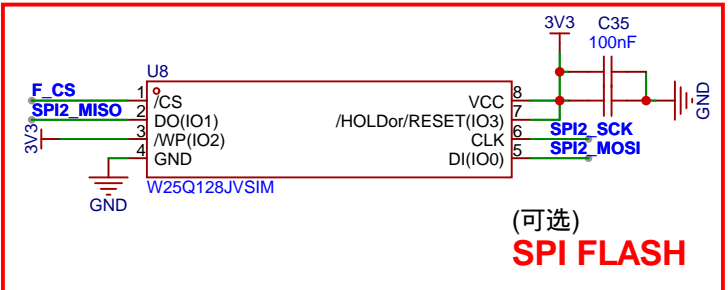 3V3 C35
100nF
U8
F_CS 1 /CS VCC 8
SPI2_MISO 2 DO(IO1) /HOLDor/RESET(IO3) 7
3V3 3 /WP(IO2) CLK 6 SPI2_SCK
4 GND DI(IO0) 5 SPI2_MOSI
GND
W25Q128JVSIM
GND
(可选)
SPI FLASH